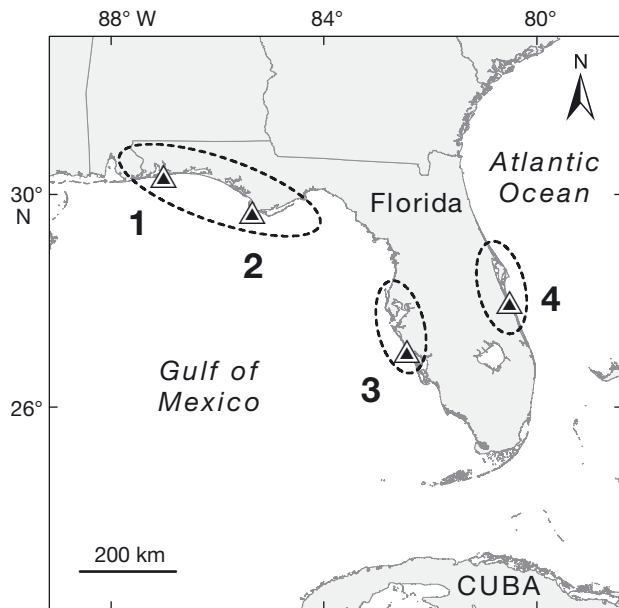 88° W
84°
80°
N
Atlantic
Ocean
30°
N
Florida
1
2
4
Gulf of
Mexico
3
26°
200 km
CUBA